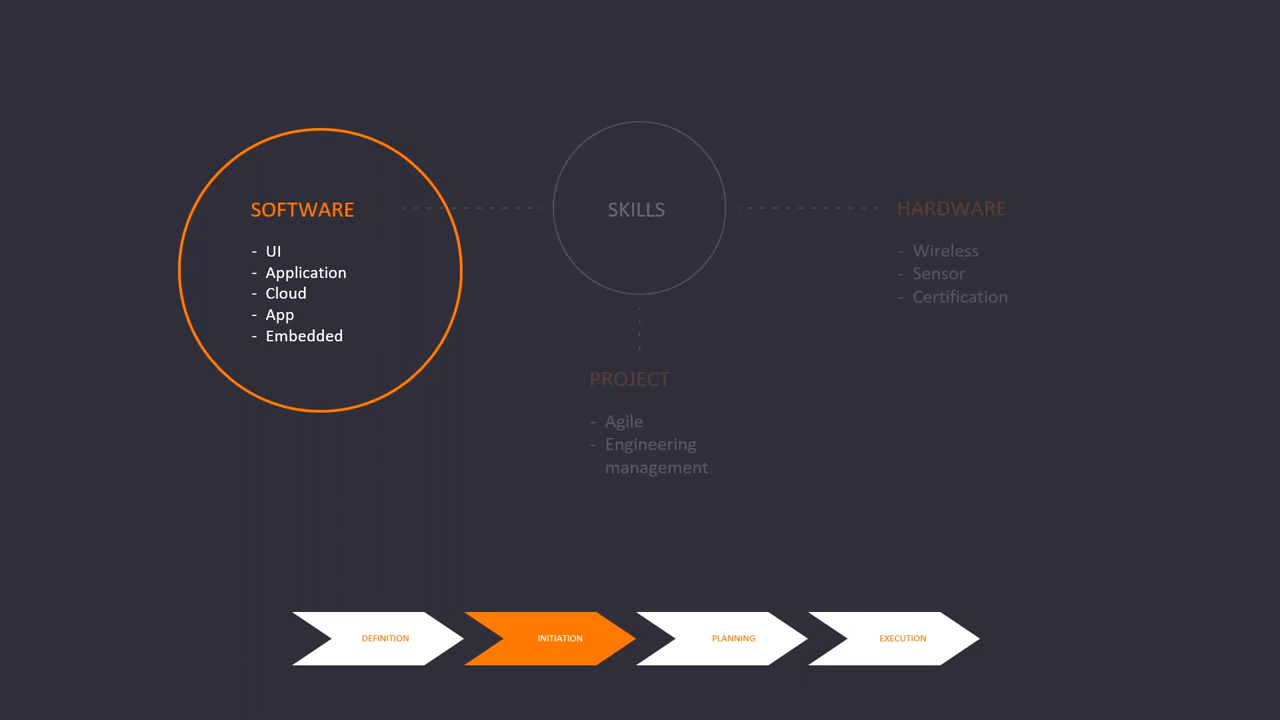 SOFTWARE
- UI
- Application
- Cloud
- App
- Embedded
SKILLS
HARDWARE
- Wireless
- Sensor
- Certification
PROJECT
- Agile
- Engineering
management
DEFINITION
INITIATION
PLANNING
EXECUTION